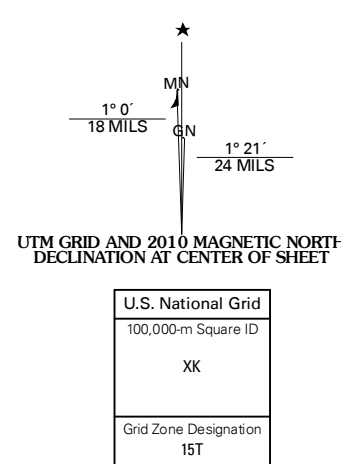 ★
MN
1° 0´
18 MILS
GN
1° 21´
24 MILS
UTM GRID AND 2010 MAGNETIC NORTH
DECLINATION AT CENTER OF SHEET
U.S. National Grid
100,000-m Square ID
XK
Grid Zone Designation
15T